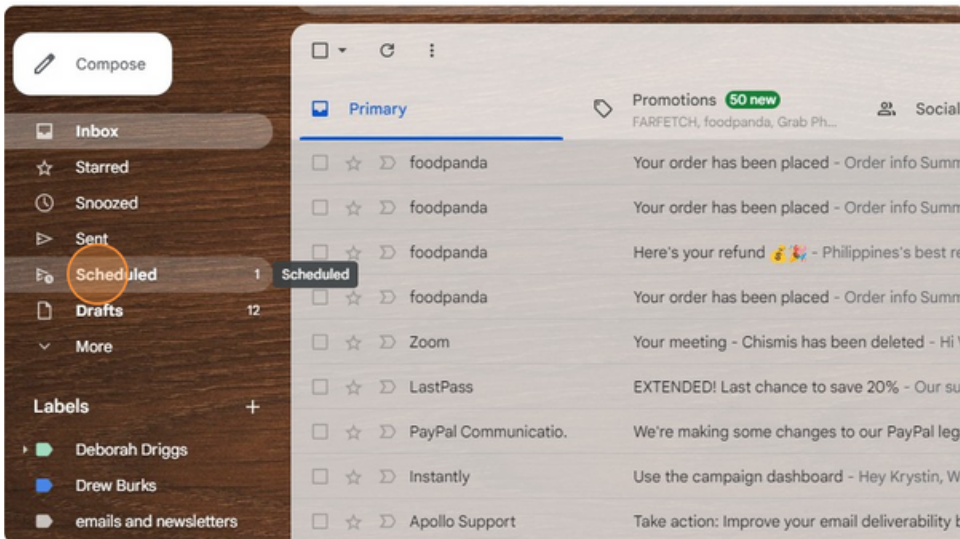 Compose
Inbox
Starred
Snoozed
Sent
Scheduled 1
Scheduled
Drafts 12
More
Labels +
Deborah Driggs
Drew Burks
emails and newsletters
Primary
Promotions 50 new
FARFETCH, foodpanda, Grab Ph...
Social
foodpanda Your order has been placed - Order info Summ
foodpanda Your order has been placed - Order info Summ
foodpanda Here's your refund 💰🎉 - Philippines's best re
foodpanda Your order has been placed - Order info Summ
Zoom Your meeting - Chismis has been deleted - Hi
LastPass EXTENDED! Last chance to save 20% - Our su
PayPal Communicatio. We're making some changes to our PayPal leg
Instantly Use the campaign dashboard - Hey Krystin, W
Apollo Support Take action: Improve your email deliverability b